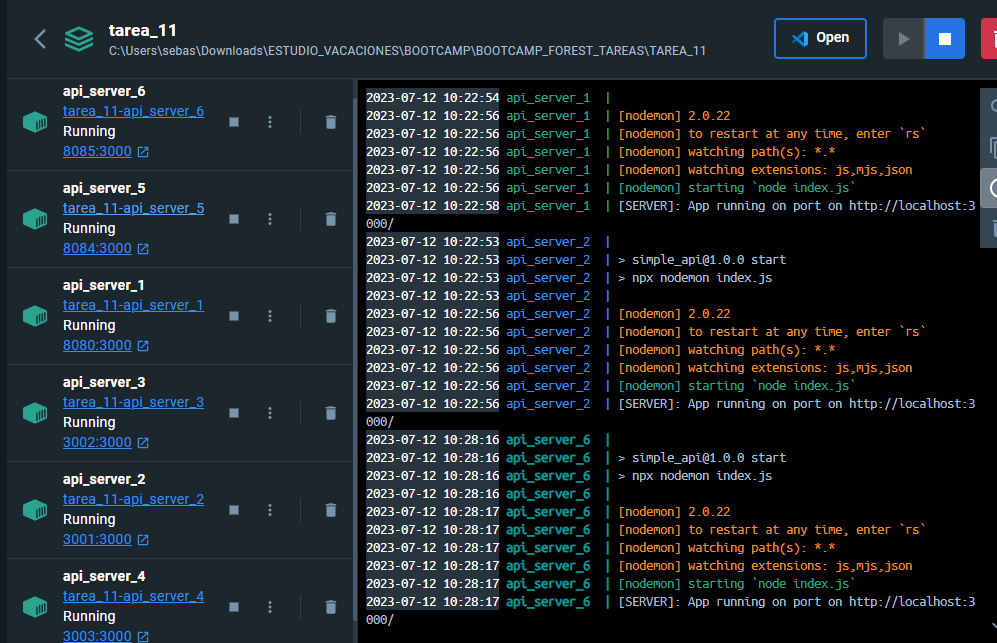 tarea_11
C:\Users\sebas\Downloads\ESTUDIO_VACACIONES\BOOTCAMP\BOOTCAMP_FOREST_TAREAS\TAREA_11
Open
api_server_6
tarea_11-api_server_6
Running
8085:3000
api_server_5
tarea_11-api_server_5
Running
8084:3000
api_server_1
tarea_11-api_server_1
Running
8080:3000
api_server_3
tarea_11-api_server_3
Running
3002:3000
api_server_2
tarea_11-api_server_2
Running
3001:3000
api_server_4
tarea_11-api_server_4
Running
3003:3000
2023-07-12 10:22:54 api_server_1 |
2023-07-12 10:22:56 api_server_1 | [nodemon] 2.0.22
2023-07-12 10:22:56 api_server_1 | [nodemon] to restart at any time, enter `rs`
2023-07-12 10:22:56 api_server_1 | [nodemon] watching path(s): *.*
2023-07-12 10:22:56 api_server_1 | [nodemon] watching extensions: js,mjs,json
2023-07-12 10:22:56 api_server_1 | [nodemon] starting `node index.js`
2023-07-12 10:22:58 api_server_1 | [SERVER]: App running on port on http://localhost:3
000/
2023-07-12 10:22:53 api_server_2 |
2023-07-12 10:22:53 api_server_2 | > simple_api@1.0.0 start
2023-07-12 10:22:53 api_server_2 | > npx nodemon index.js
2023-07-12 10:22:53 api_server_2 |
2023-07-12 10:22:56 api_server_2 | [nodemon] 2.0.22
2023-07-12 10:22:56 api_server_2 | [nodemon] to restart at any time, enter `rs`
2023-07-12 10:22:56 api_server_2 | [nodemon] watching path(s): *.*
2023-07-12 10:22:56 api_server_2 | [nodemon] watching extensions: js,mjs,json
2023-07-12 10:22:56 api_server_2 | [nodemon] starting `node index.js`
2023-07-12 10:22:56 api_server_2 | [SERVER]: App running on port on http://localhost:3
000/
2023-07-12 10:28:16 api_server_6 |
2023-07-12 10:28:16 api_server_6 | > simple_api@1.0.0 start
2023-07-12 10:28:16 api_server_6 | > npx nodemon index.js
2023-07-12 10:28:16 api_server_6 |
2023-07-12 10:28:17 api_server_6 | [nodemon] 2.0.22
2023-07-12 10:28:17 api_server_6 | [nodemon] to restart at any time, enter `rs`
2023-07-12 10:28:17 api_server_6 | [nodemon] watching path(s): *.*
2023-07-12 10:28:17 api_server_6 | [nodemon] watching extensions: js,mjs,json
2023-07-12 10:28:17 api_server_6 | [nodemon] starting `node index.js`
2023-07-12 10:28:17 api_server_6 | [SERVER]: App running on port on http://localhost:3
000/